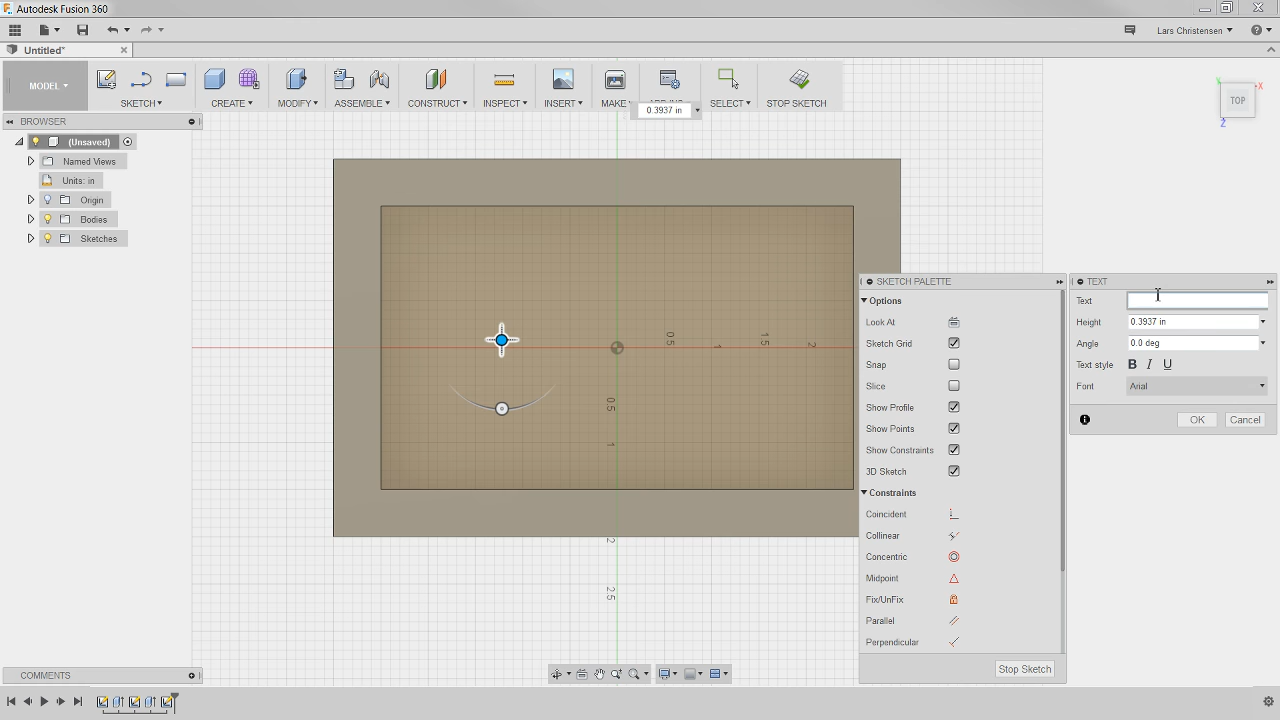 Autodesk Fusion 360
Lars Christensen
Untitled*
MODEL
SKETCH CREATE MODIFY ASSEMBLE CONSTRUCT INSPECT INSERT MAKE SELECT STOP SKETCH
0.3937 in
TOP
X
Y
Z
BROWSER
(Unsaved)
Named Views
Units: in
Origin
Bodies
Sketches
0.5
1
1.5
2
0.5
1
2
2.5
SKETCH PALETTE
Options
Look At
Sketch Grid
Snap
Slice
Show Profile
Show Points
Show Constraints
3D Sketch
Constraints
Coincident
Collinear
Concentric
Midpoint
Fix/UnFix
Parallel
Perpendicular
Stop Sketch
TEXT
Text
Height 0.3937 in
Angle 0.0 deg
Text style B I U
Font Arial
OK Cancel
COMMENTS